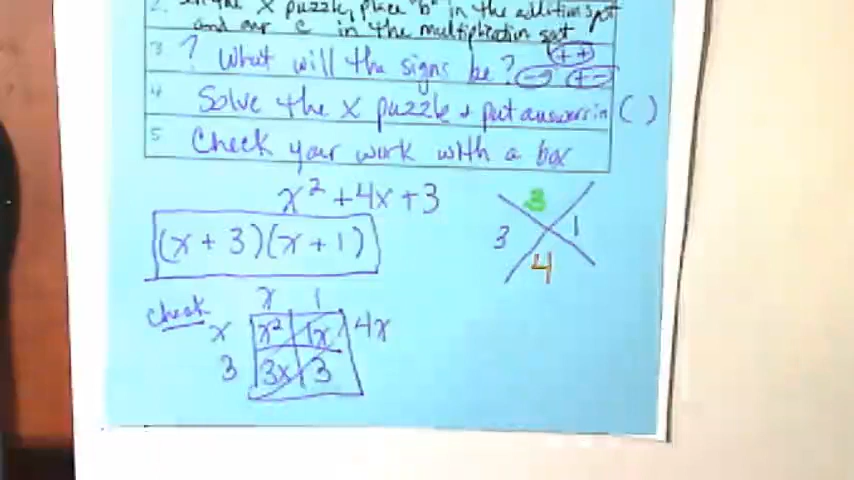 2. In the X puzzle, place "b" in the addition spot
and our c in the multiplication spot
3 ? What will the signs be? ++ -- +-
4 Solve the X puzzle + put answers in ( )
5 Check your work with a box
x² + 4x + 3
(x + 3)(x + 1)
3
3 1
4
Check
x 1
x x² 1x 4x
3 3x 3